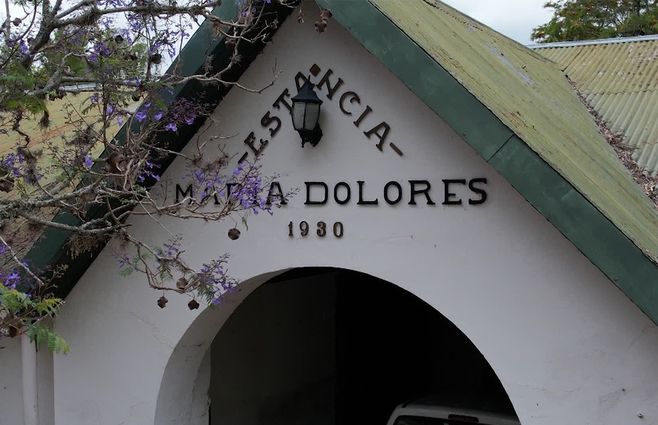 -ESTANCIA-
MARIA DOLORES
1930